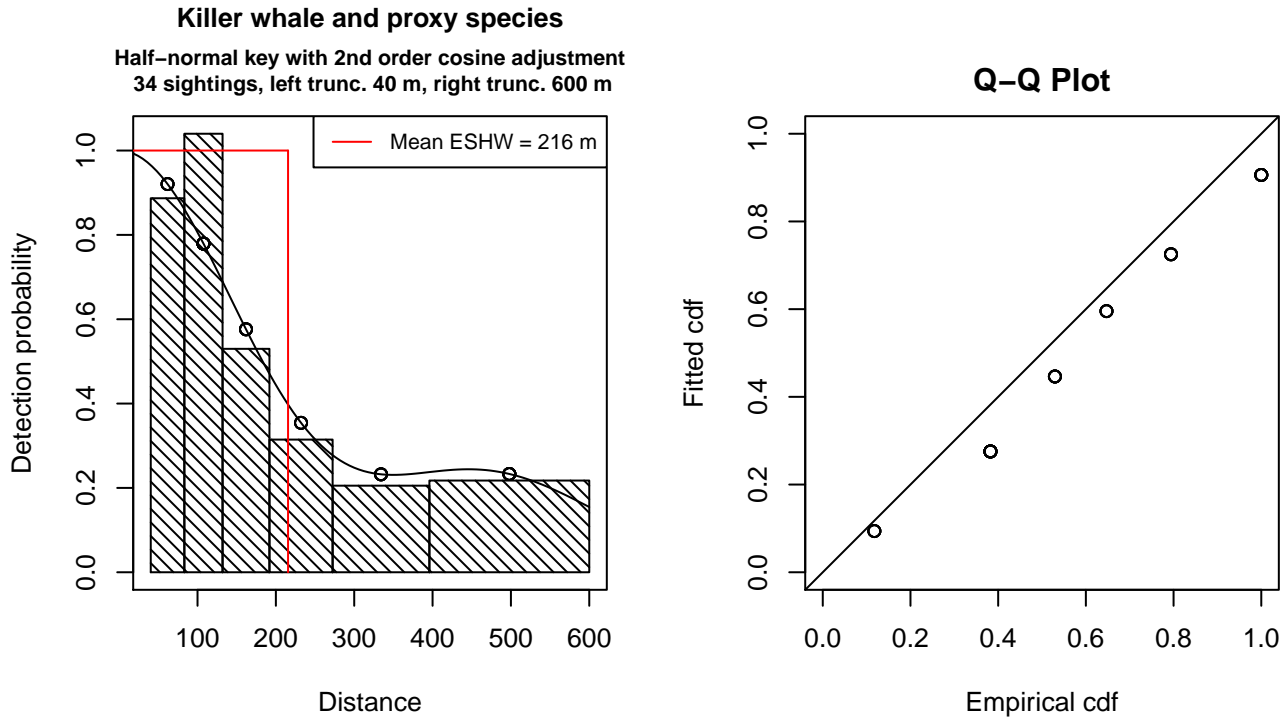 Killer whale and proxy species
Half−normal key with 2nd order cosine adjustment
34 sightings, left trunc. 40 m, right trunc. 600 m
Mean ESHW = 216 m
Detection probability
1.0
0.8
0.6
0.4
0.2
0.0
100 200 300 400 500 600
Distance
Q−Q Plot
Fitted cdf
1.0
0.8
0.6
0.4
0.2
0.0
0.0 0.2 0.4 0.6 0.8 1.0
Empirical cdf